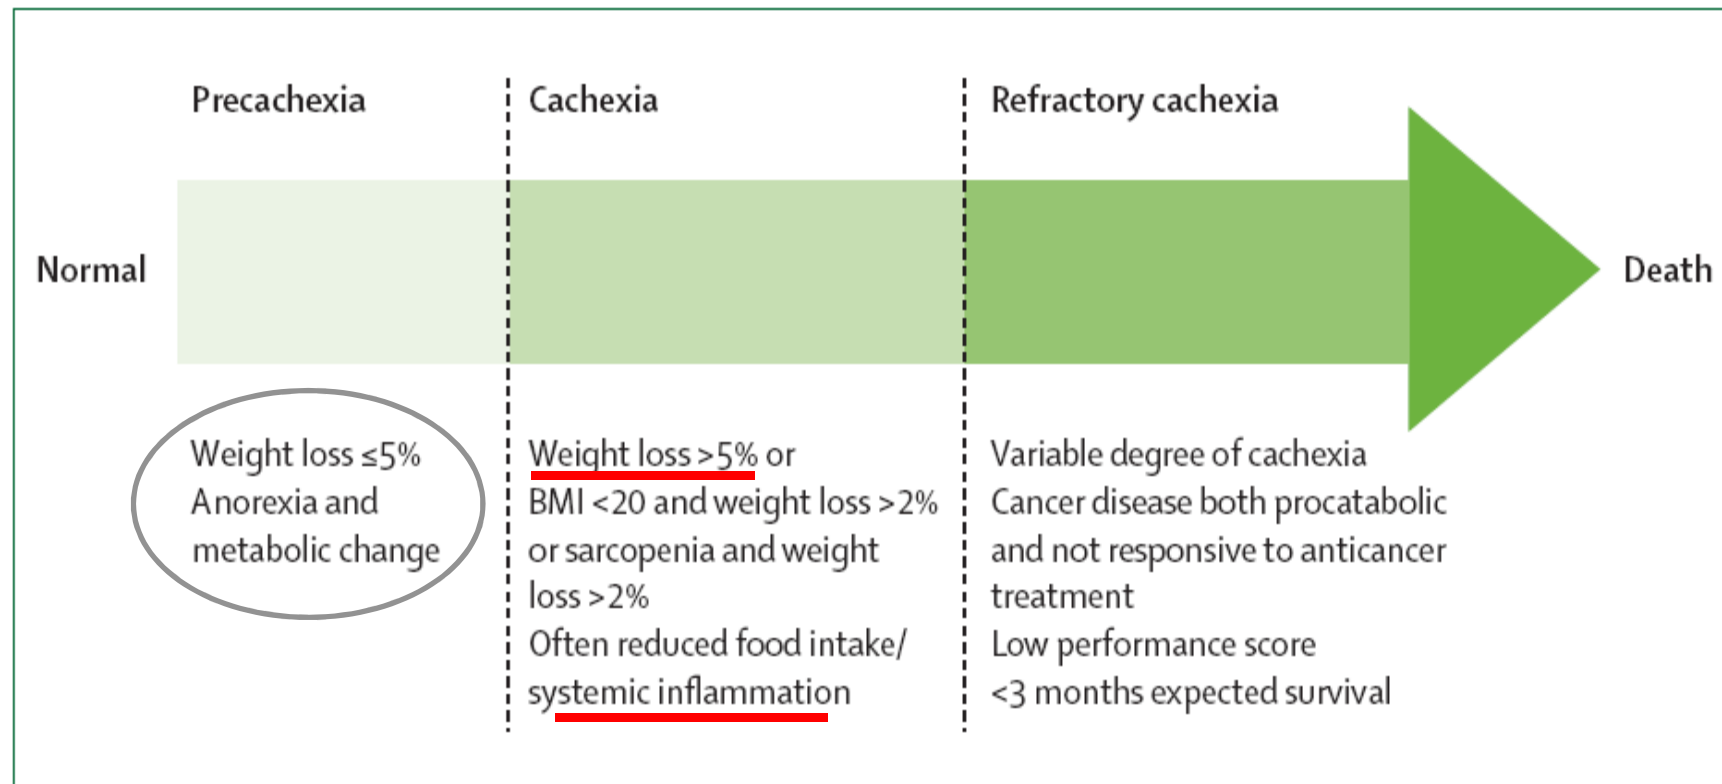 Precachexia
Cachexia
Refractory cachexia
Normal
Death
Weight loss ≤5%
Anorexia and
metabolic change
Weight loss >5% or
BMI <20 and weight loss >2%
or sarcopenia and weight
loss >2%
Often reduced food intake/
systemic inflammation
Variable degree of cachexia
Cancer disease both procatabolic
and not responsive to anticancer
treatment
Low performance score
<3 months expected survival